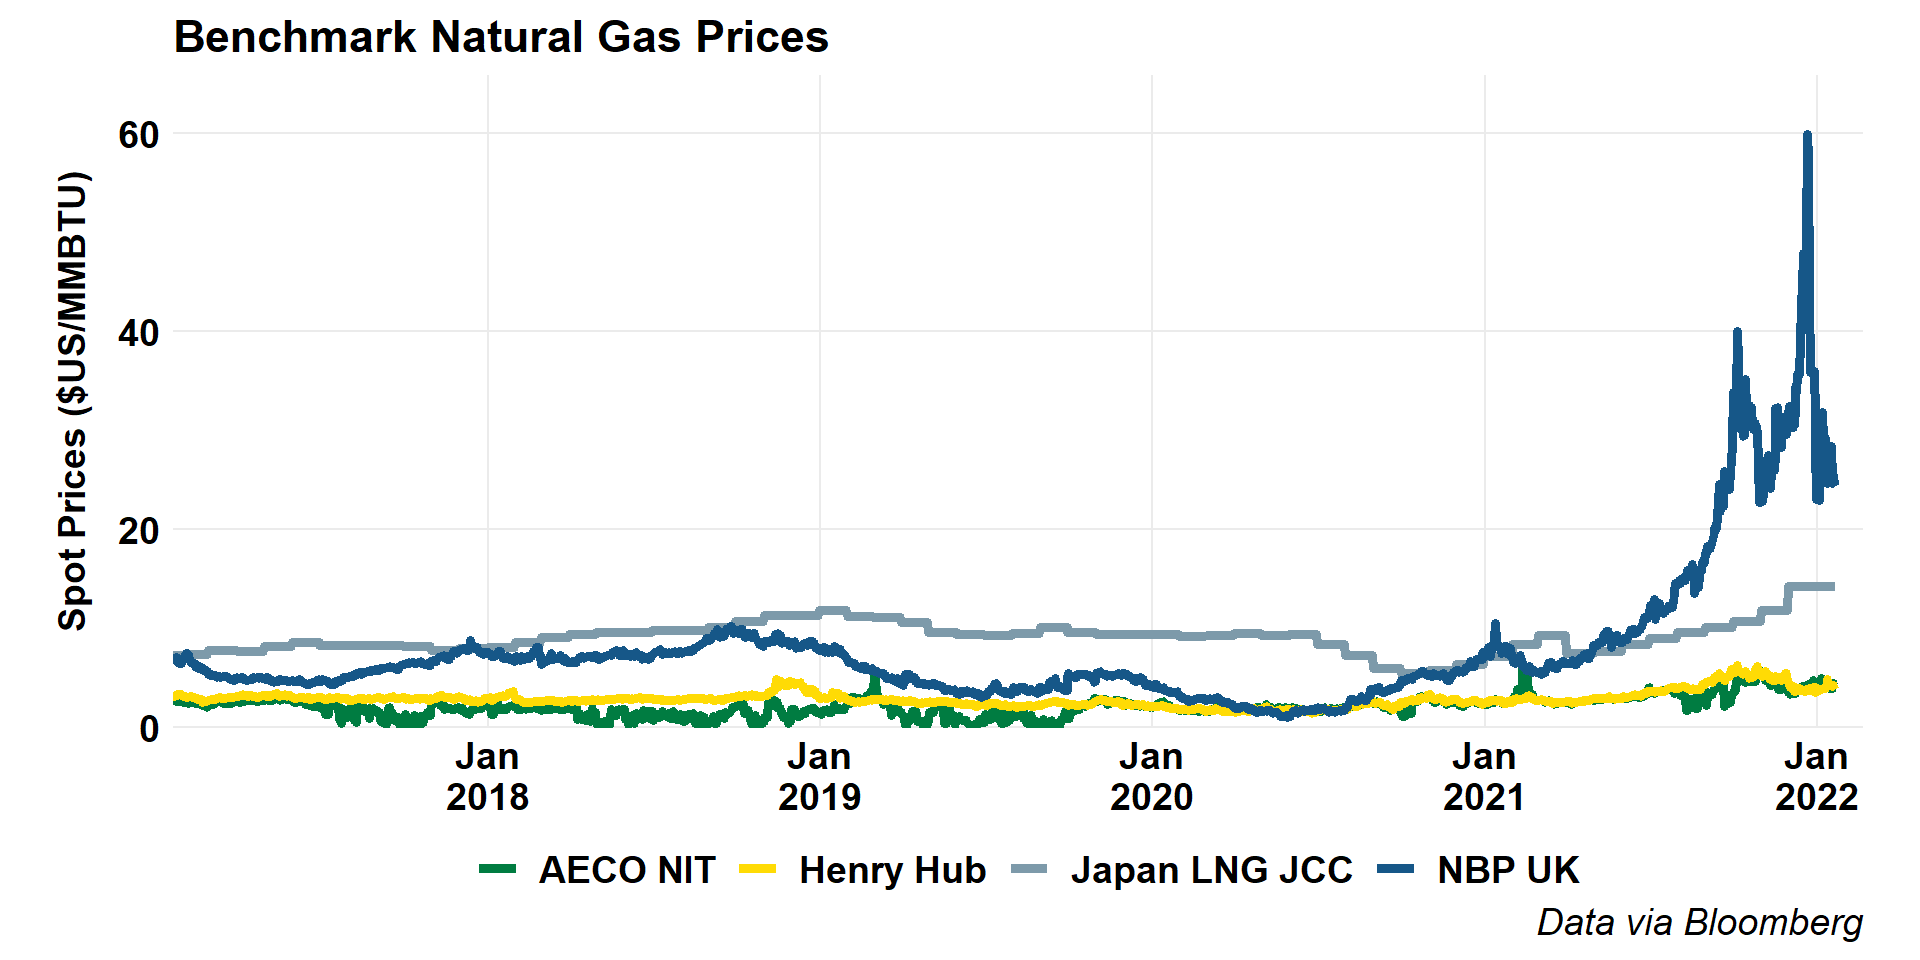 Benchmark Natural Gas Prices
Spot Prices ($US/MMBTU)
60
40
20
0
Jan
2018
Jan
2019
Jan
2020
Jan
2021
Jan
2022
AECO NIT
Henry Hub
Japan LNG JCC
NBP UK
Data via Bloomberg